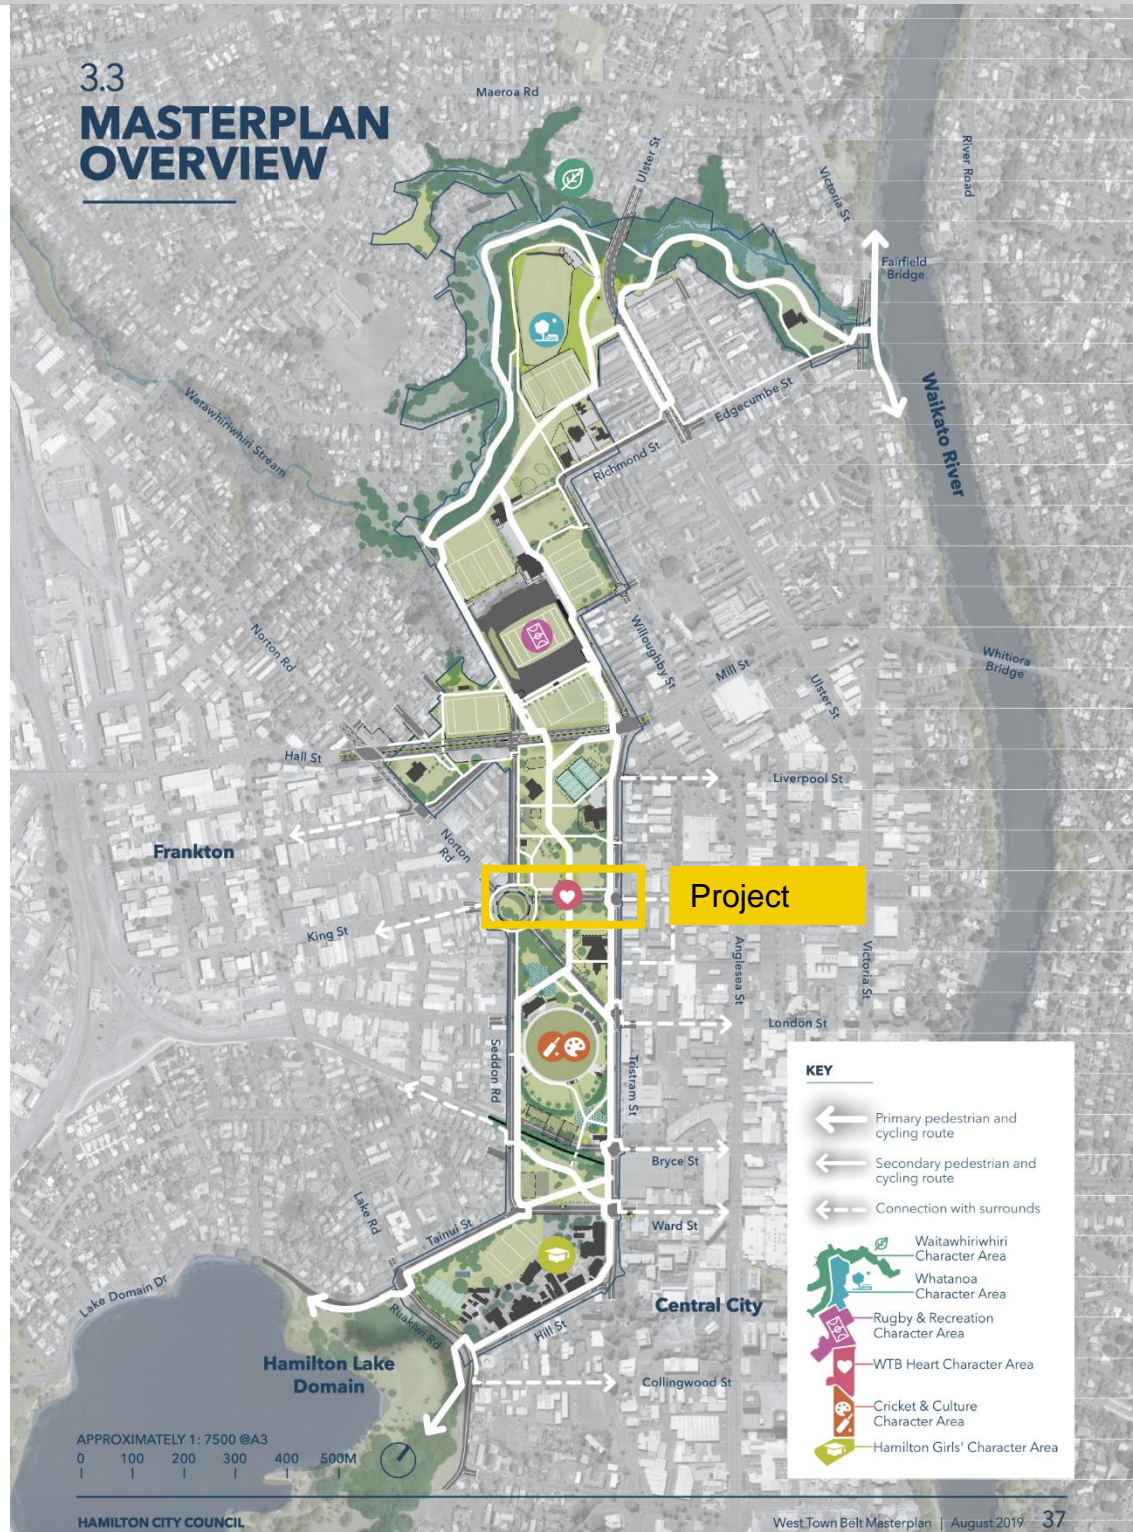 3.3
MASTERPLAN
OVERVIEW
Maeroa Rd
Ulster St
Victoria St
River Road
Fairfield
Bridge
Edgecumbe St
Richmond St
Waikato River
Watawhiriwhirl Stream
Norton Rd
Willoughby St
Mill St
Ulster St
Whitiora
Bridge
Hall St
Liverpool St
Norton
Rd
Frankton
Project
King St
Anglesea St
Victoria St
London St
Seddon Rd
Tristram St
Bryce St
Lake Rd
Tainui St
Ward St
Lake Domain Dr
Ruakiwi Rd
Hill St
Central City
Hamilton Lake
Domain
Collingwood St
KEY
Primary pedestrian and
cycling route
Secondary pedestrian and
cycling route
Connection with surrounds
Waitawhiriwhiri
Character Area
Whatanoa
Character Area
Rugby & Recreation
Character Area
WTB Heart Character Area
Cricket & Culture
Character Area
Hamilton Girls' Character Area
APPROXIMATELY 1: 7500 @A3
0 100 200 300 400 500M
HAMILTON CITY COUNCIL
West Town Belt Masterplan | August 2019 37